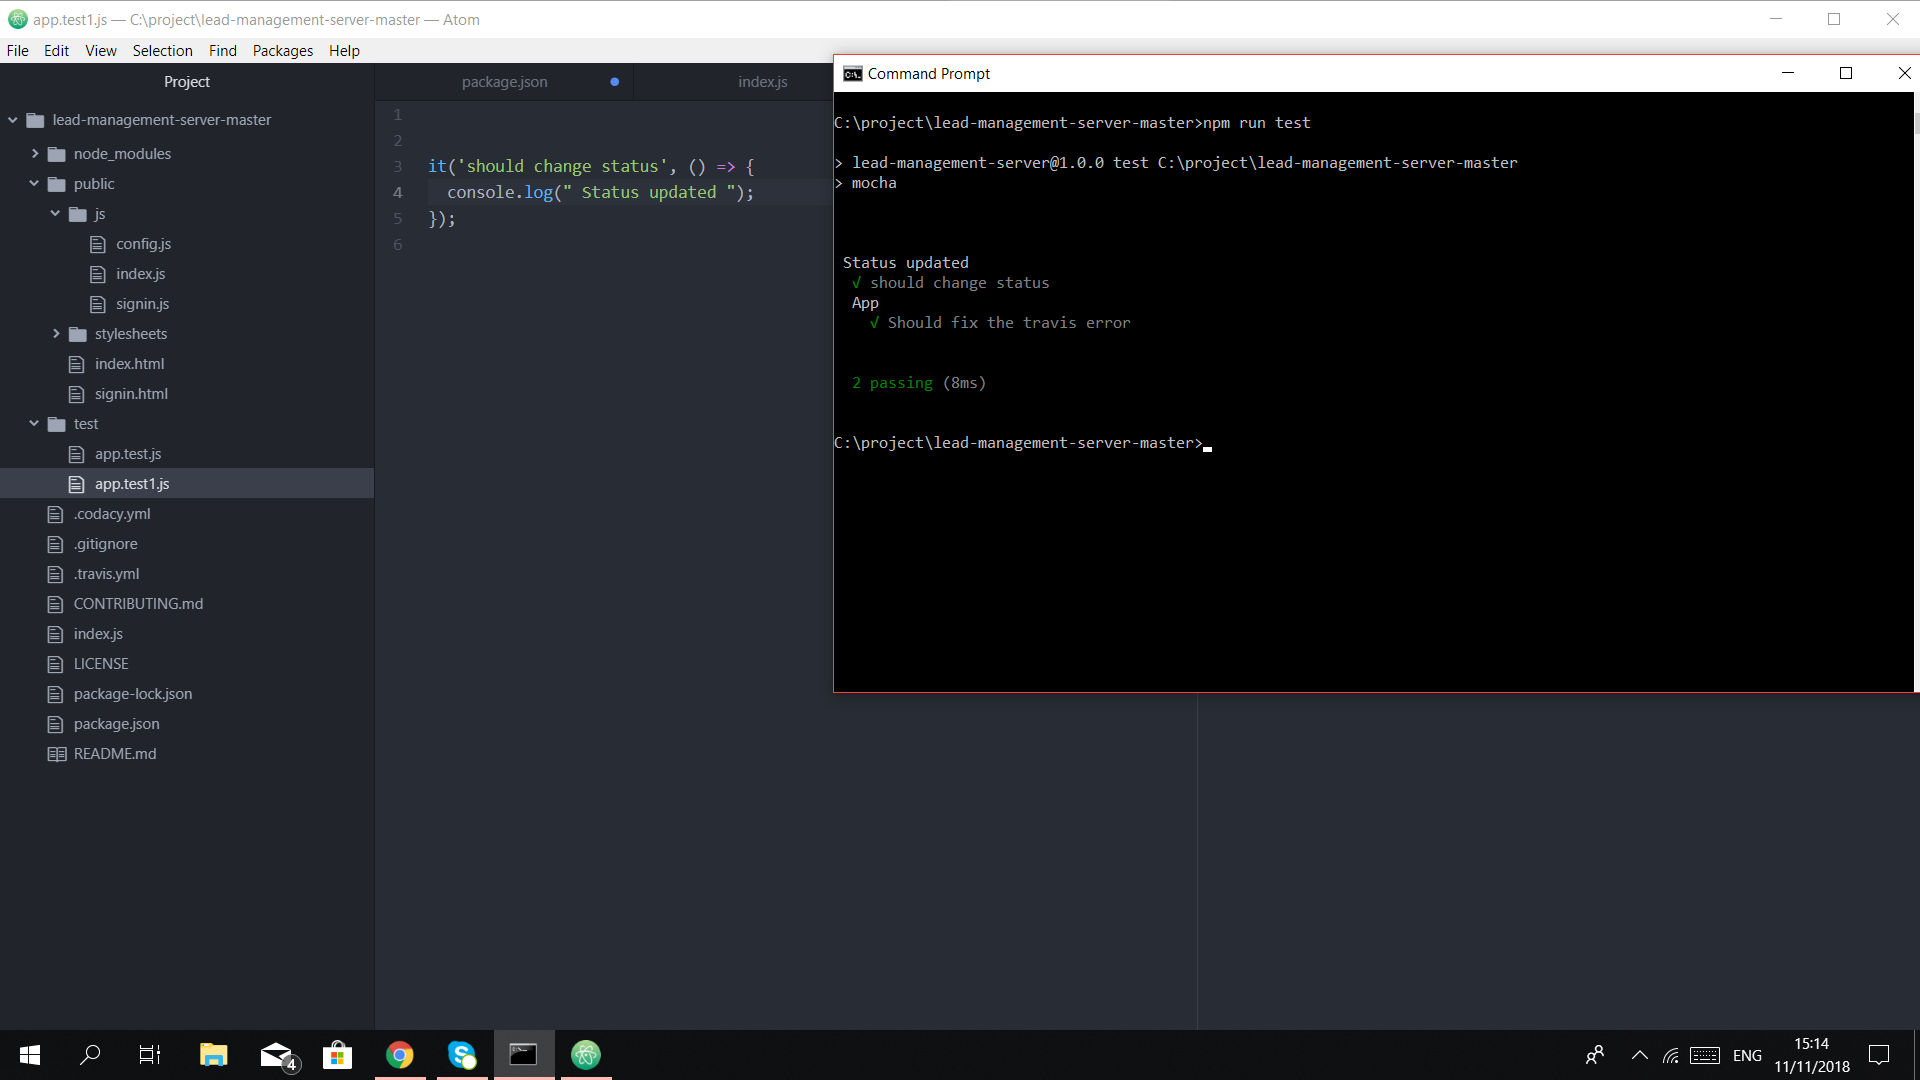 app.test1.js — C:\project\lead-management-server-master — Atom
File Edit View Selection Find Packages Help
Project
lead-management-server-master
node_modules
public
js
config.js
index.js
signin.js
stylesheets
index.html
signin.html
test
app.test.js
app.test1.js
.codacy.yml
.gitignore
.travis.yml
CONTRIBUTING.md
index.js
LICENSE
package-lock.json
package.json
README.md
package.json index.js
1
2
3 it('should change status', () => {
4 console.log(" Status updated ");
5 });
6
Command Prompt
C:\project\lead-management-server-master>npm run test
> lead-management-server@1.0.0 test C:\project\lead-management-server-master
> mocha
Status updated
√ should change status
App
√ Should fix the travis error
2 passing (8ms)
C:\project\lead-management-server-master>
4
ENG
15:14
11/11/2018